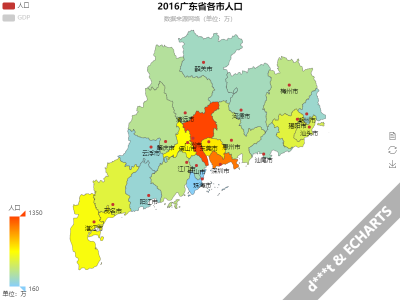 2016广东省各市人口
数据来源网络（单位：万）
人口
GDP
韶关市
梅州市
清远市
河源市
潮州市
揭阳市
汕头市
云浮市
肇庆市
佛山市
东莞市
惠州市
汕尾市
江门市
中山市
深圳市
珠海市
阳江市
茂名市
湛江市
人口
1350
160
单位：万
d***t & ECHARTS